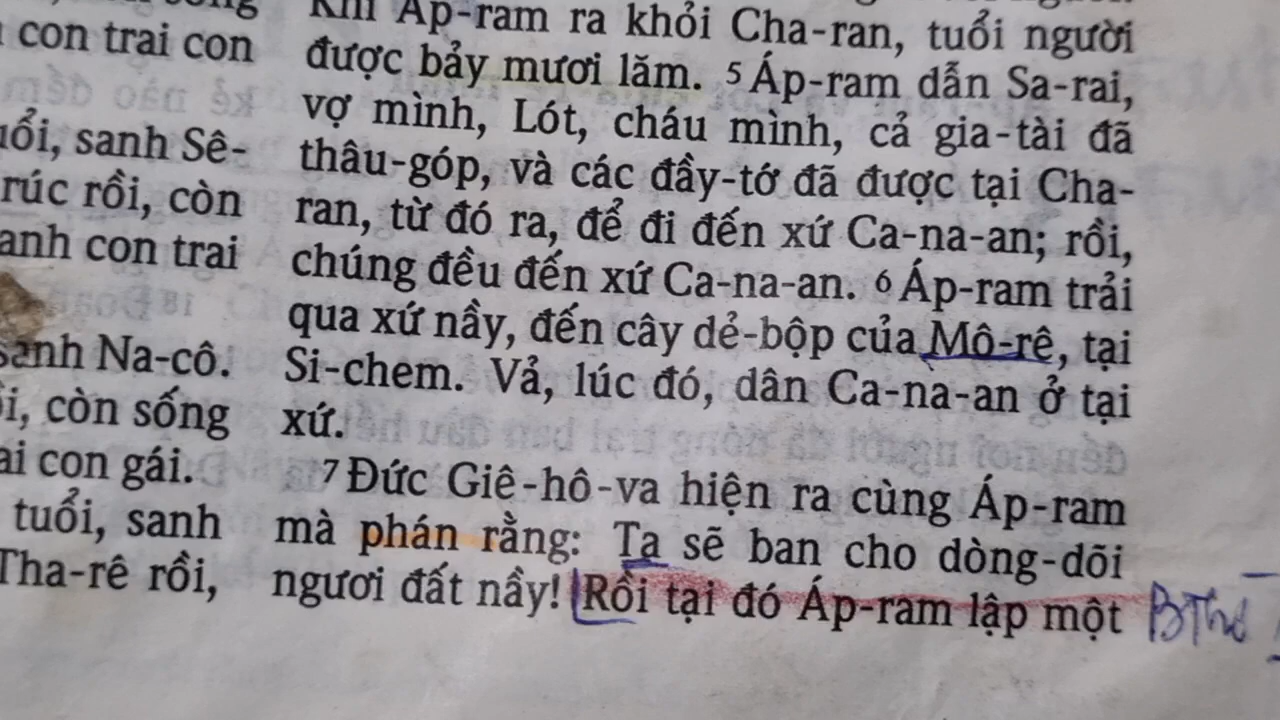 con trai con
ổi, sanh Sê-
rúc rồi, còn
anh con trai
sanh Na-cô.
i, còn sống
ai con gái.
tuổi, sanh
Tha-rê rồi,
Khi Áp-ram ra khỏi Cha-ran, tuổi người
được bảy mươi lăm. 5 Áp-ram dẫn Sa-rai,
vợ mình, Lót, cháu mình, cả gia-tài đã
thâu-góp, và các đầy-tớ đã được tại Cha-
ran, từ đó ra, để đi đến xứ Ca-na-an; rồi,
chúng đều đến xứ Ca-na-an. 6 Áp-ram trải
qua xứ nầy, đến cây dẻ-bộp của Mô-rê, tại
Si-chem. Vả, lúc đó, dân Ca-na-an ở tại
xứ.
7 Đức Giê-hô-va hiện ra cùng Áp-ram
mà phán rằng: Ta sẽ ban cho dòng-dõi
ngươi đất nầy! Rồi tại đó Áp-ram lập một